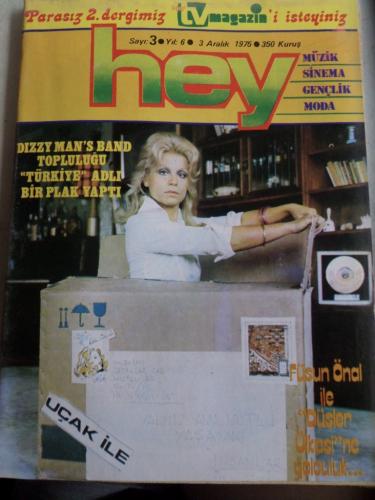 Parasız 2. dergimiz tv magazin'i isteyiniz
Sayı: 3 ● Yıl: 6 ● 3 Aralık 1975 ● 350 Kuruş
hey
MÜZİK
SİNEMA
GENÇLİK
MODA
DIZZY MAN'S BAND
TOPLULUĞU
"TÜRKİYE" ADLI
BİR PLAK YAPTI
UÇAK İLE
Füsun Önal
ile
"Düşler
Ülkesi"ne
yolculuk...